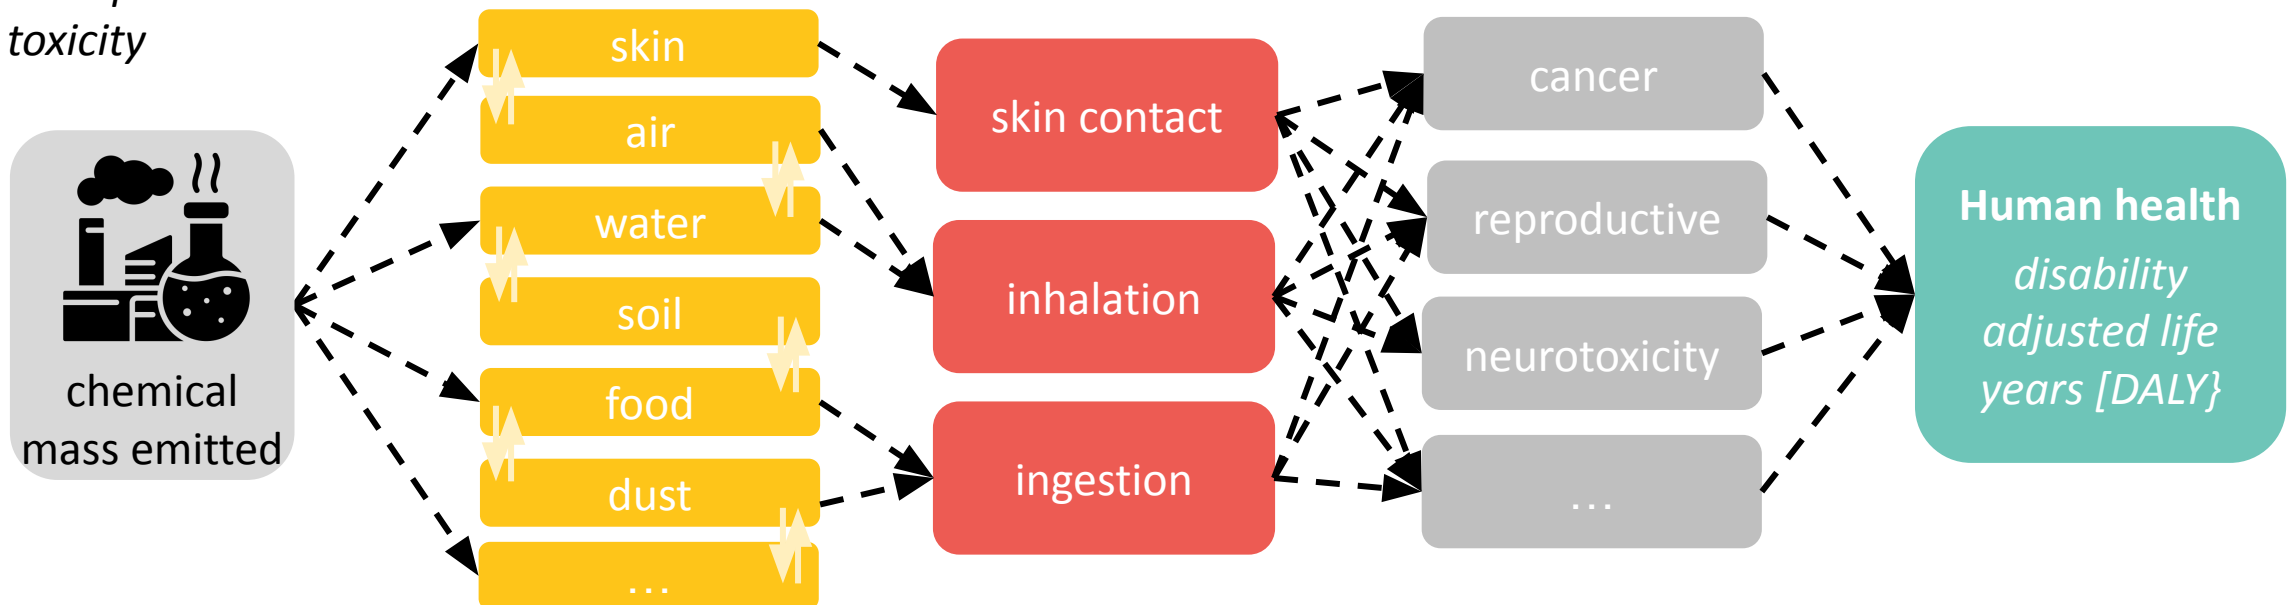 toxicity
chemical
mass emitted
skin
air
water
soil
food
dust
...
skin contact
inhalation
ingestion
cancer
reproductive
neurotoxicity
...
Human health
disability
adjusted life
years [DALY}